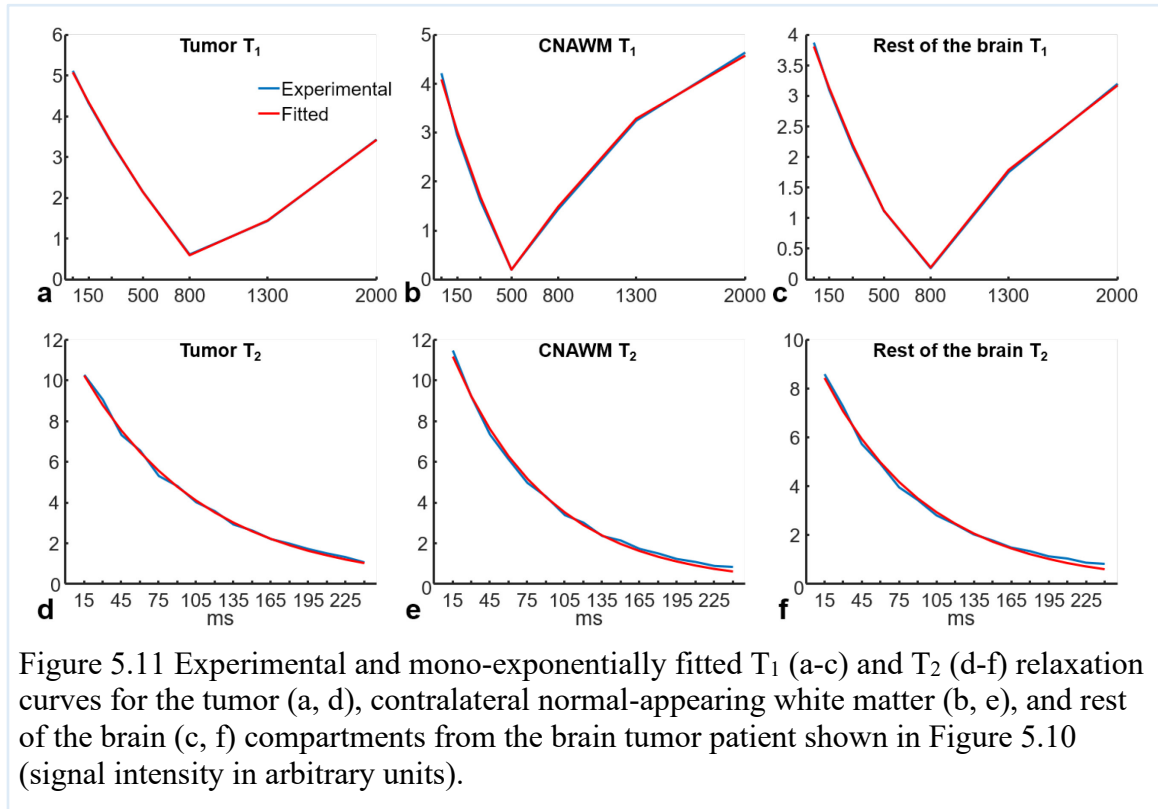 Tumor T₁
CNAWM T₁
Rest of the brain T₁
6
5
4
3
2
1
0
Experimental
Fitted
150 500 800 1300 2000
a
5
4
3
2
1
0
150 500 800 1300 2000
b
4
3.5
3
2.5
2
1.5
1
0.5
0
150 500 800 1300 2000
c
Tumor T₂
CNAWM T₂
Rest of the brain T₂
12
10
8
6
4
2
0
15 45 75 105 135 165 195 225
ms
d
12
10
8
6
4
2
0
15 45 75 105 135 165 195 225
ms
e
10
8
6
4
2
0
15 45 75 105 135 165 195 225
ms
f
Figure 5.11 Experimental and mono-exponentially fitted T₁ (a-c) and T₂ (d-f) relaxation
curves for the tumor (a, d), contralateral normal-appearing white matter (b, e), and rest
of the brain (c, f) compartments from the brain tumor patient shown in Figure 5.10
(signal intensity in arbitrary units).